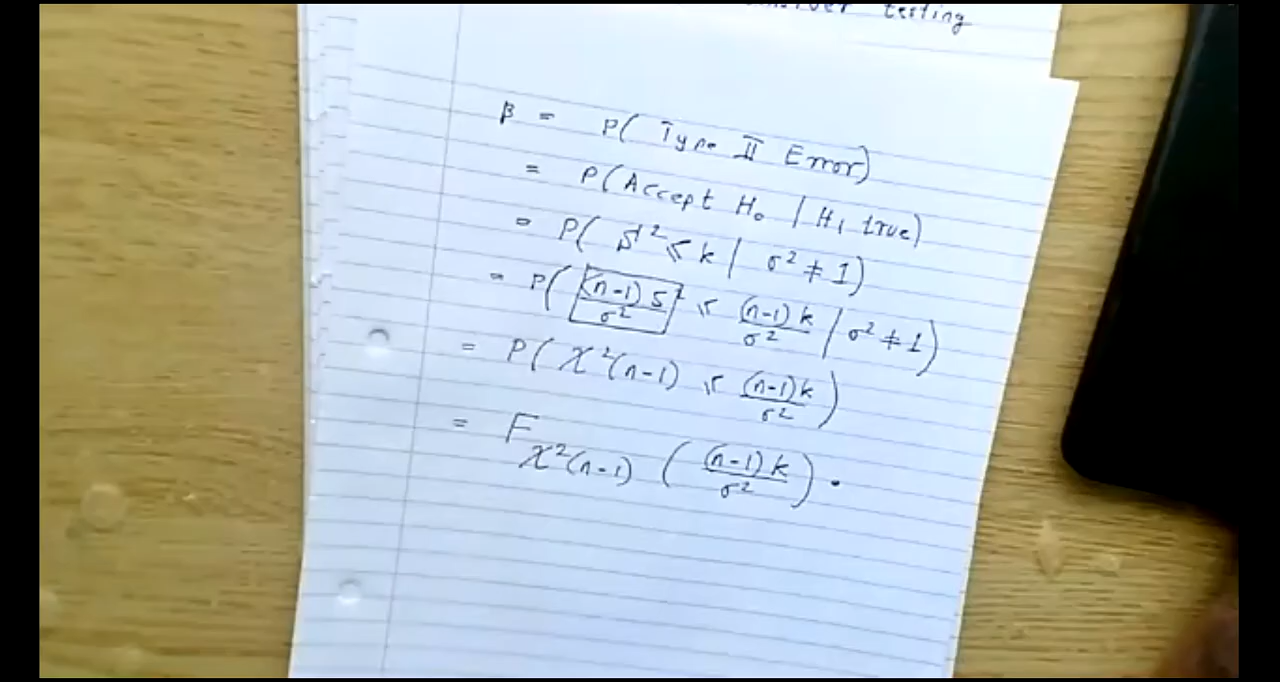 testing
β = P( Type II Error)
= P(Accept H₀ | H₁ true)
= P( S² ≤ k | σ² ≠ 1)
= P( (n-1) S²/σ² ≤ (n-1) k/σ² | σ² ≠ 1)
= P( χ²(n-1) ≤ (n-1)k/σ² )
= F χ²(n-1) ( (n-1) k/σ² ) .